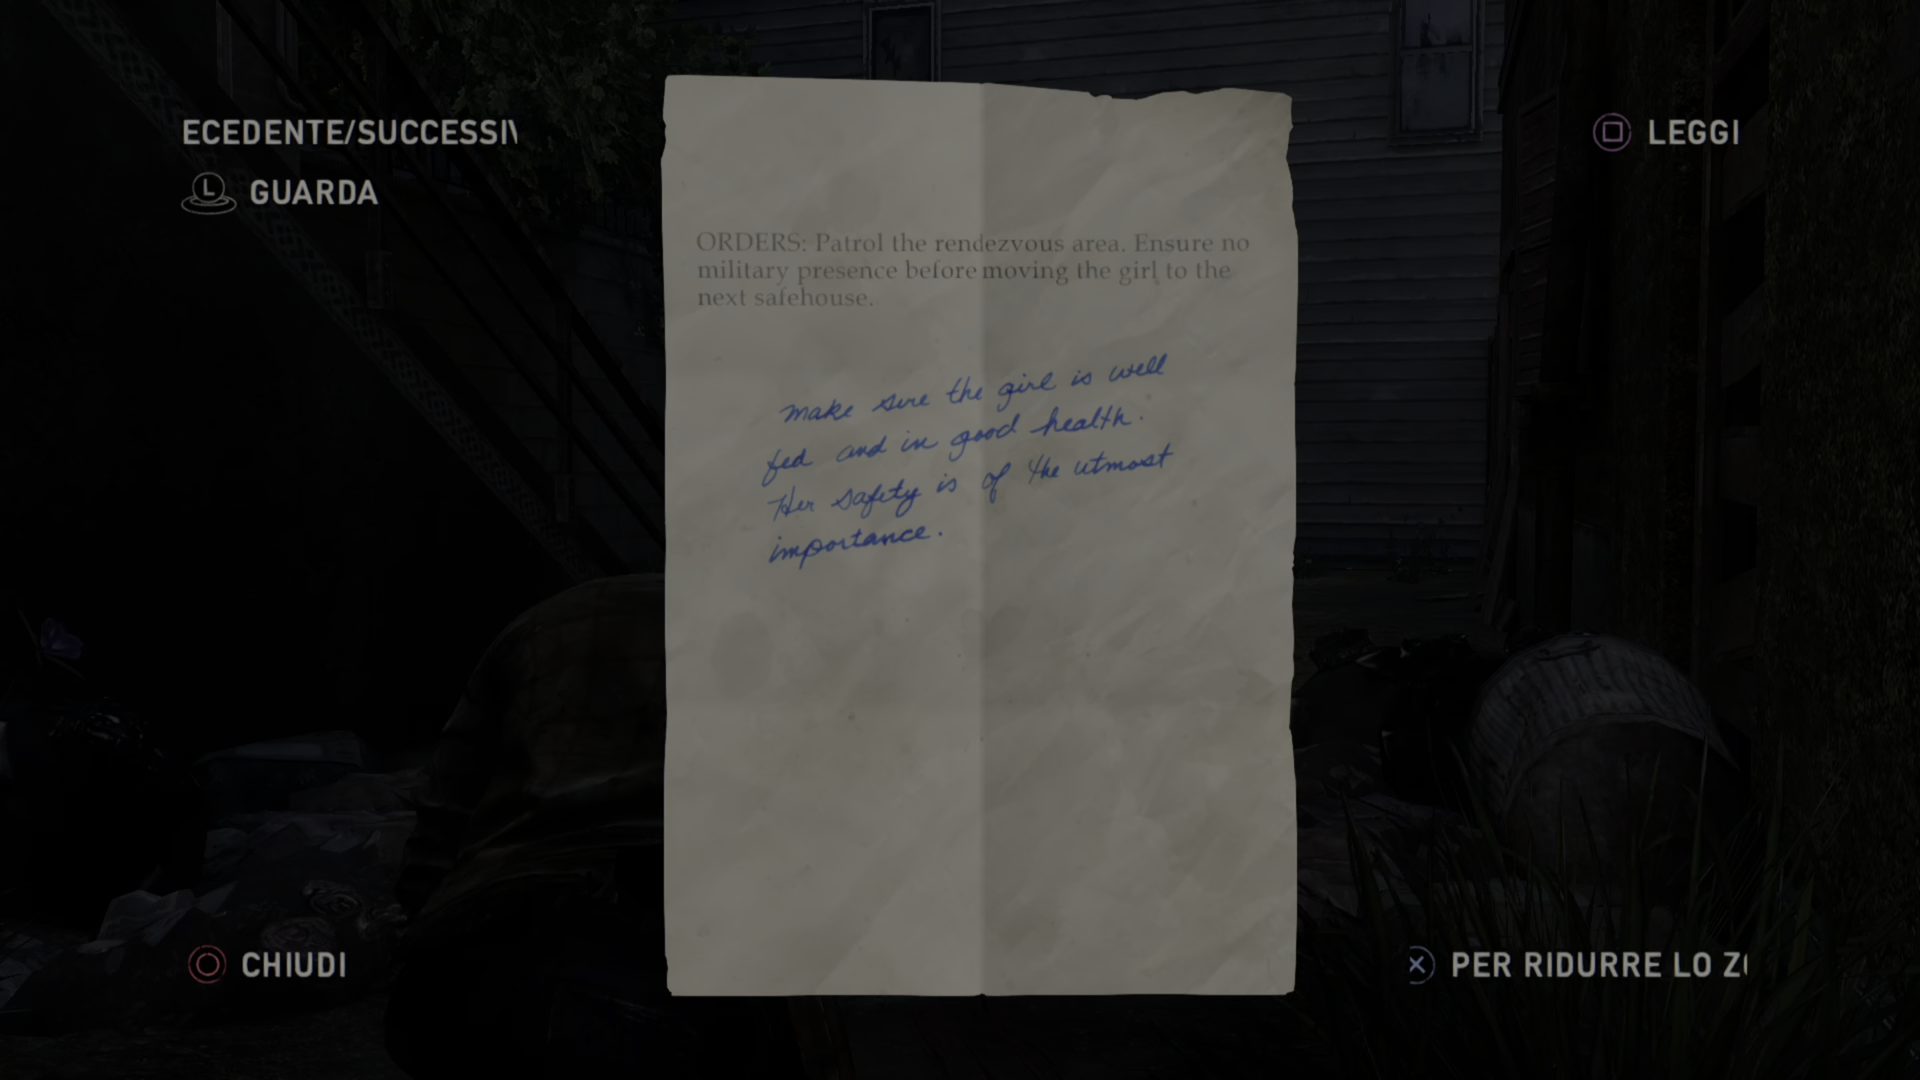 ECEDENTE/SUCCESSIV
L GUARDA
LEGGI
ORDERS: Patrol the rendezvous area. Ensure no
military presence before moving the girl to the
next safehouse.
Make sure the girl is well
fed and in good health.
Her safety is of the utmost
importance.
CHIUDI
PER RIDURRE LO ZO